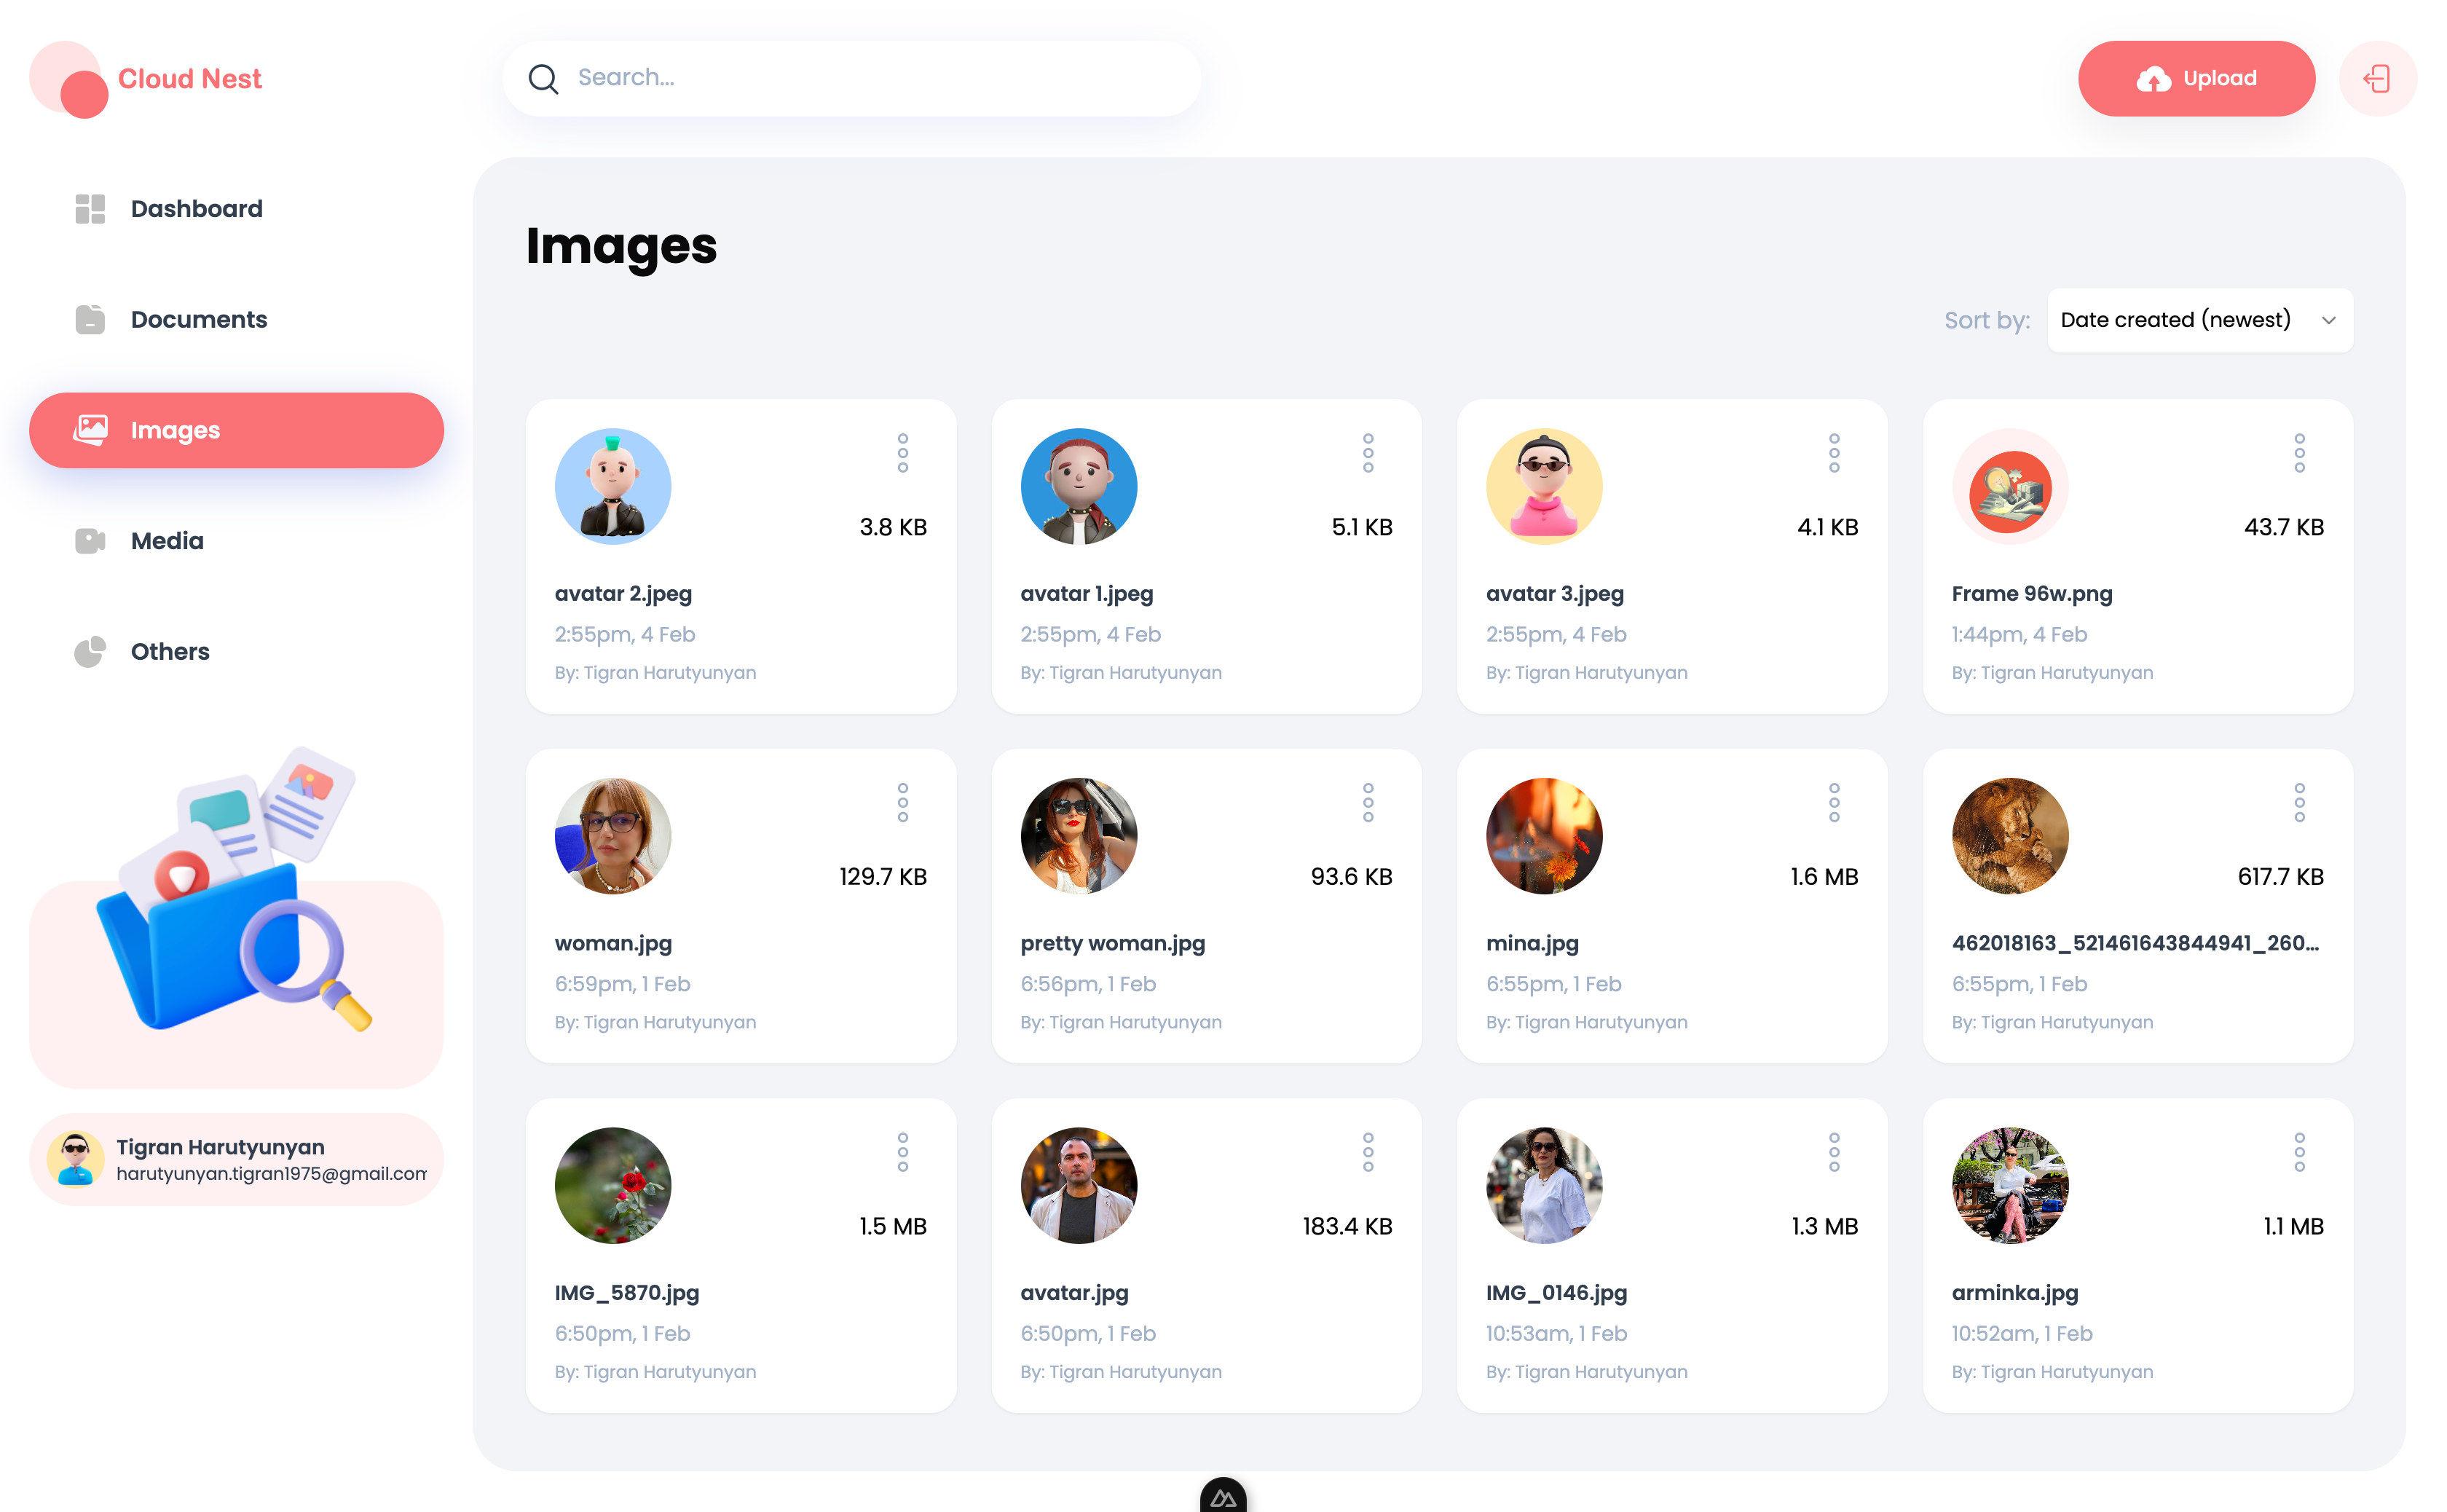 Cloud Nest
Search...
Upload
Dashboard
Documents
Images
Media
Others
Tigran Harutyunyan
harutyunyan.tigran1975@gmail.com
Images
Sort by:
Date created (newest)
3.8 KB
avatar 2.jpeg
2:55pm, 4 Feb
By: Tigran Harutyunyan
5.1 KB
avatar 1.jpeg
2:55pm, 4 Feb
By: Tigran Harutyunyan
4.1 KB
avatar 3.jpeg
2:55pm, 4 Feb
By: Tigran Harutyunyan
43.7 KB
Frame 96w.png
1:44pm, 4 Feb
By: Tigran Harutyunyan
129.7 KB
woman.jpg
6:59pm, 1 Feb
By: Tigran Harutyunyan
93.6 KB
pretty woman.jpg
6:56pm, 1 Feb
By: Tigran Harutyunyan
1.6 MB
mina.jpg
6:55pm, 1 Feb
By: Tigran Harutyunyan
617.7 KB
462018163_521461643844941_260...
6:55pm, 1 Feb
By: Tigran Harutyunyan
1.5 MB
IMG_5870.jpg
6:50pm, 1 Feb
By: Tigran Harutyunyan
183.4 KB
avatar.jpg
6:50pm, 1 Feb
By: Tigran Harutyunyan
1.3 MB
IMG_0146.jpg
10:53am, 1 Feb
By: Tigran Harutyunyan
1.1 MB
arminka.jpg
10:52am, 1 Feb
By: Tigran Harutyunyan